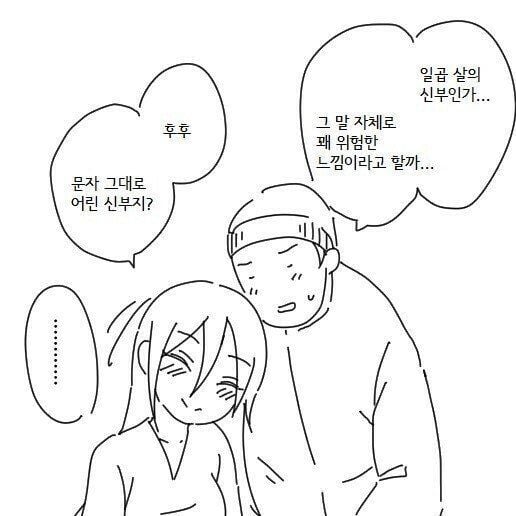 일곱 살의
신부인가...
그 말 자체로
꽤 위험한
느낌이라고 할까...
후후
문자 그대로
어린 신부지?
............